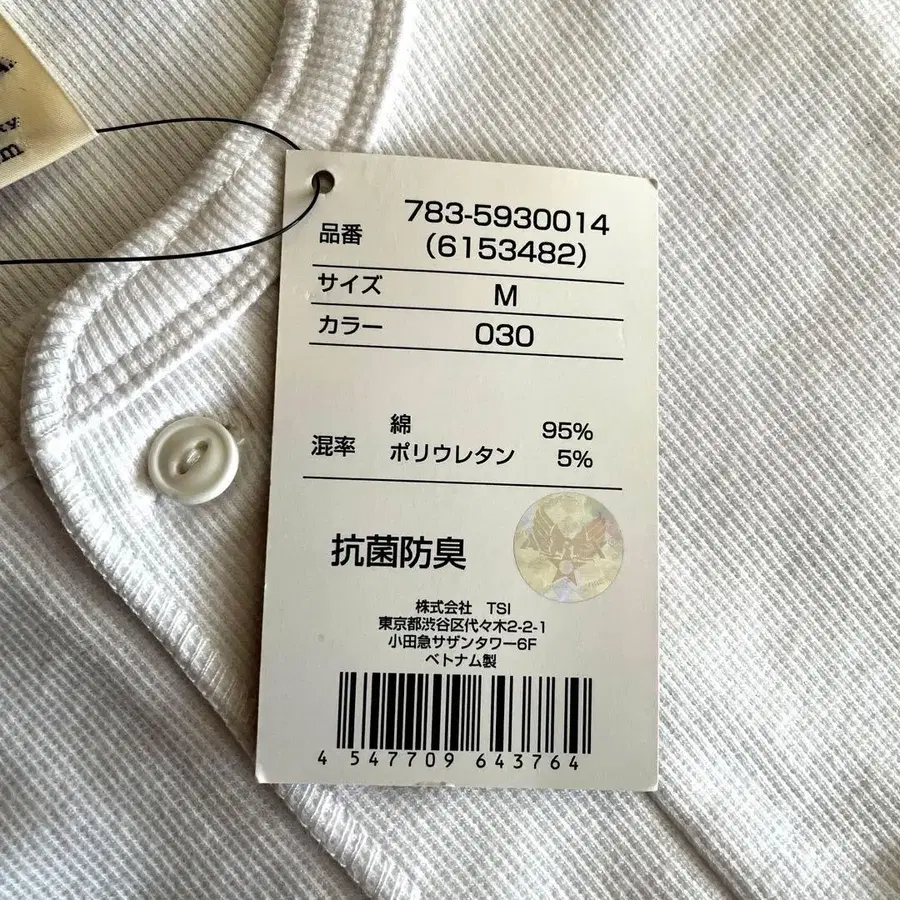 品番 783-5930014
(6153482)
サイズ M
カラー 030
混率 綿 95%
ポリウレタン 5%
抗菌防臭
株式会社 TSI
東京都渋谷区代々木2-2-1
小田急サザンタワー6F
ベトナム製
4 547709 643764